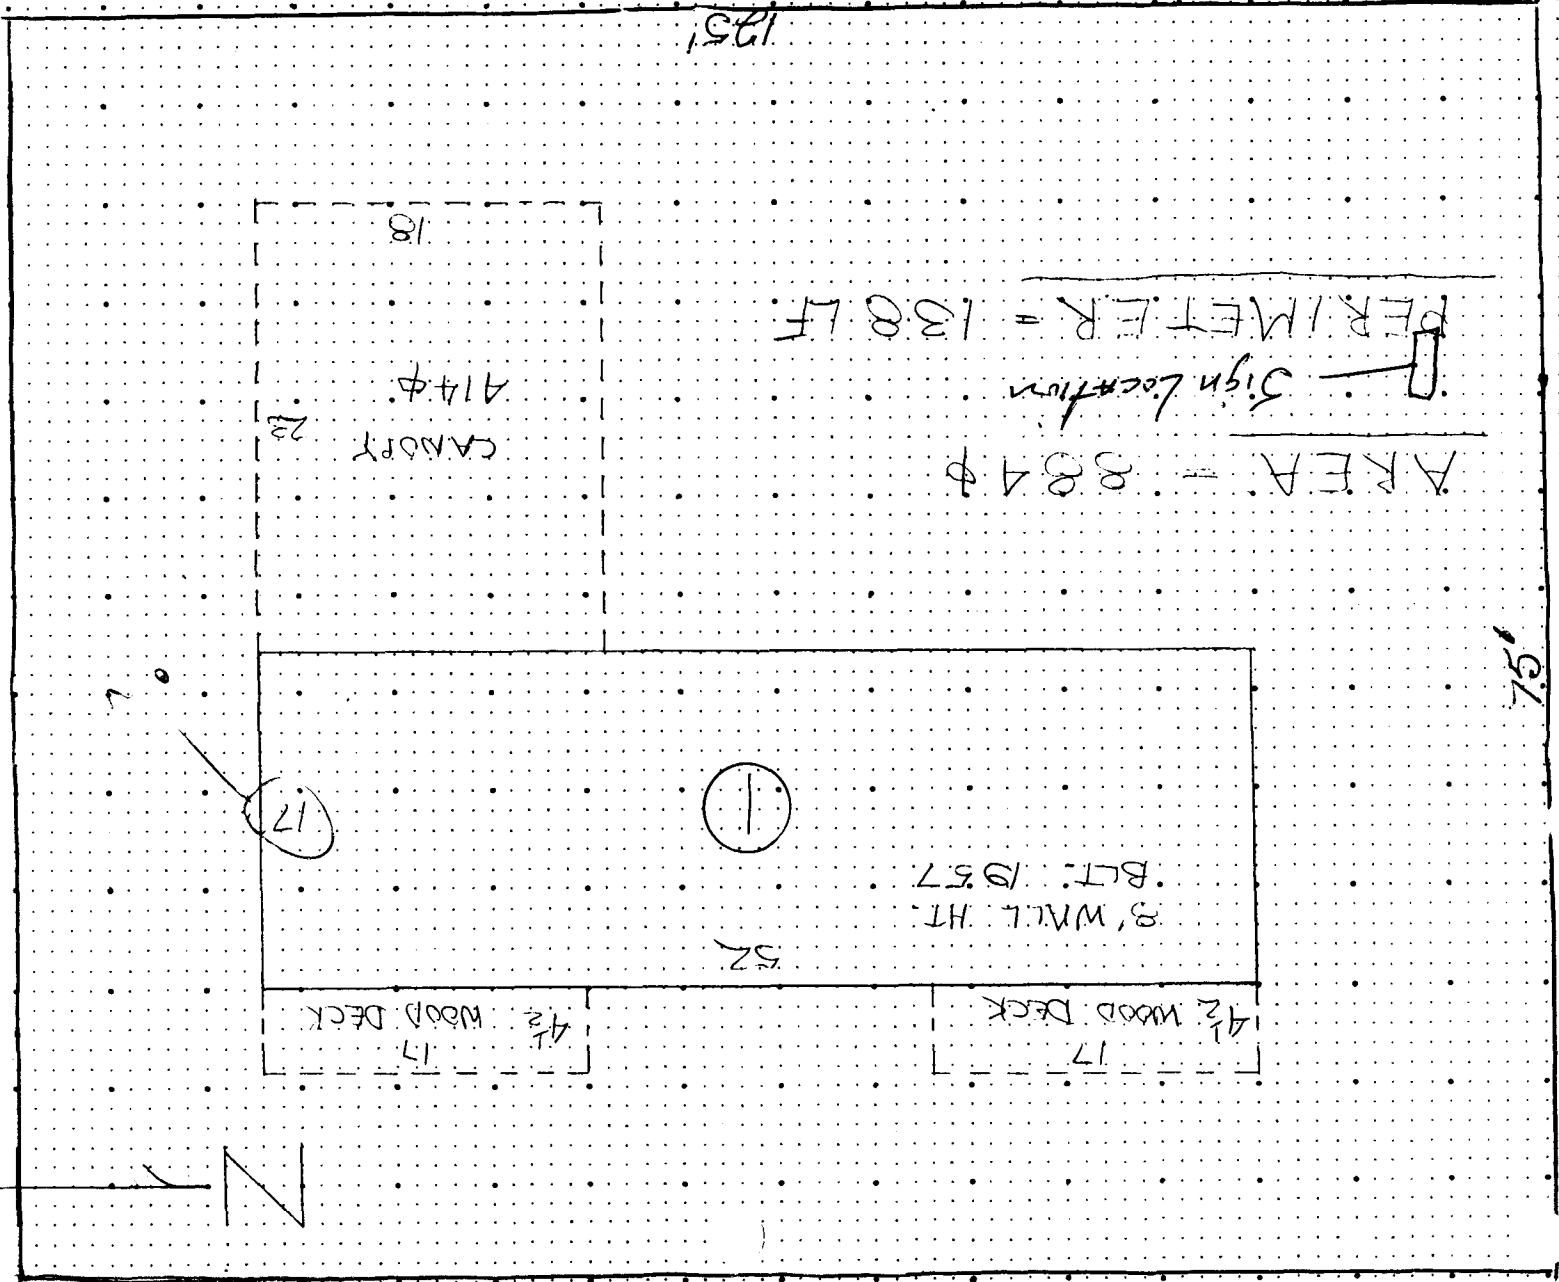 N
17
4½ WOOD DECK
17
4½ WOOD DECK
52
8' WALL HT.
BLT. 1957
1
17
?
75'
AREA = 884 ϕ
CANOPY
414 ϕ
23
Sign Location
PERIMETER = 138 LF
18
125'